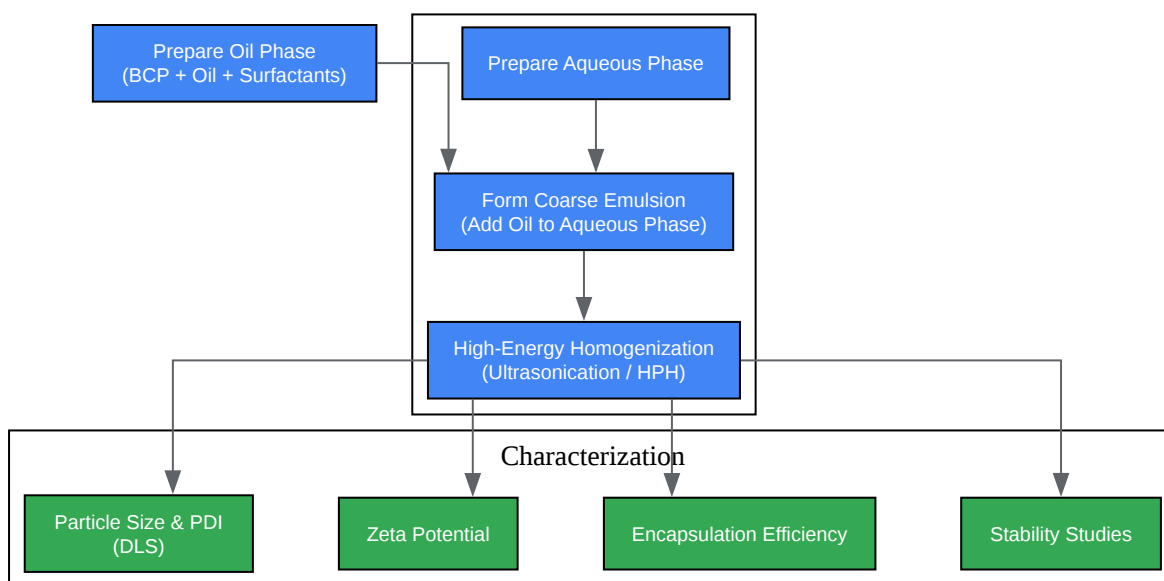 Prepare Oil Phase
(BCP + Oil + Surfactants)
Prepare Aqueous Phase
Form Coarse Emulsion
(Add Oil to Aqueous Phase)
High-Energy Homogenization
(Ultrasonication / HPH)
Characterization
Particle Size & PDI
(DLS)
Zeta Potential
Encapsulation Efficiency
Stability Studies